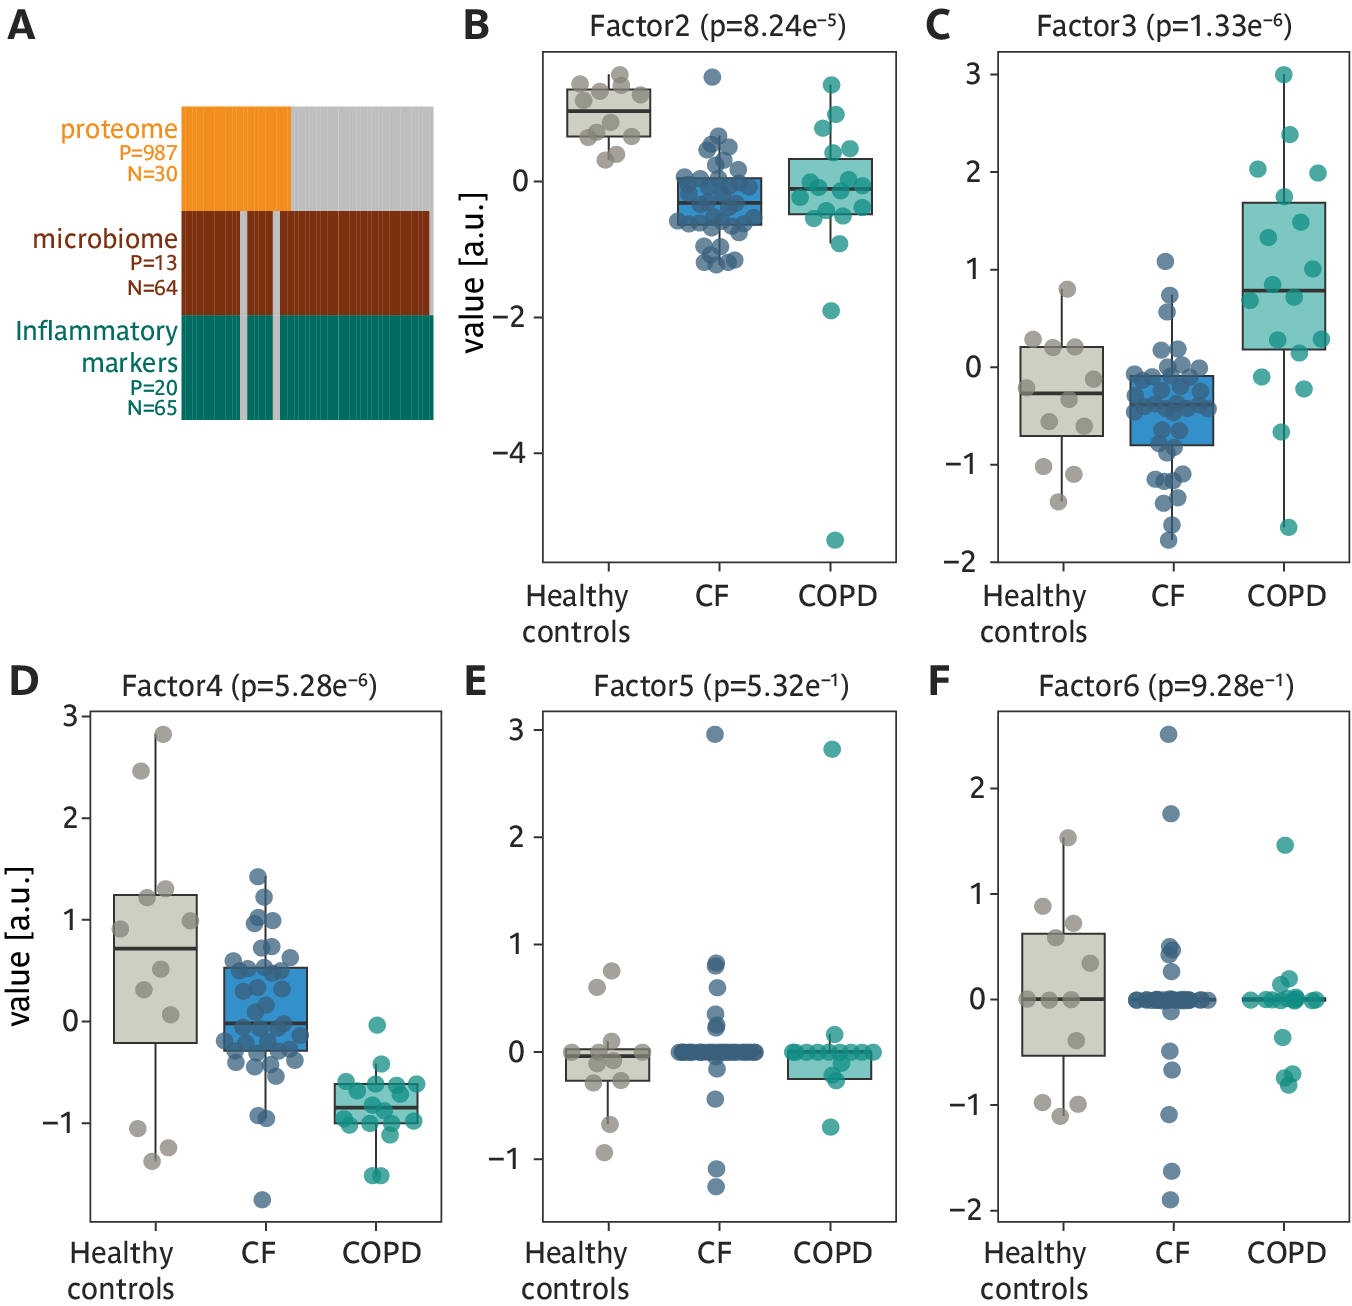 A
proteome
P=987
N=30
microbiome
P=13
N=64
Inflammatory
markers
P=20
N=65
B
Factor2 (p=8.24e⁻⁵)
value [a.u.]
0
−2
−4
Healthy
controls
CF
COPD
C
Factor3 (p=1.33e⁻⁶)
3
2
1
0
−1
−2
Healthy
controls
CF
COPD
D
Factor4 (p=5.28e⁻⁶)
value [a.u.]
3
2
1
0
−1
Healthy
controls
CF
COPD
E
Factor5 (p=5.32e⁻¹)
3
2
1
0
−1
Healthy
controls
CF
COPD
F
Factor6 (p=9.28e⁻¹)
2
1
0
−1
−2
Healthy
controls
CF
COPD